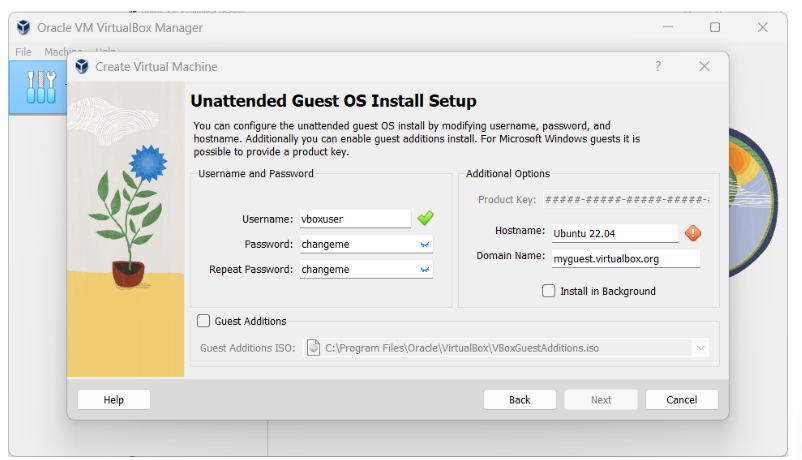 Oracle VM VirtualBox Manager
File Machine Help
Create Virtual Machine ?
Unattended Guest OS Install Setup
You can configure the unattended guest OS install by modifying username, password, and
hostname. Additionally you can enable guest additions install. For Microsoft Windows guests it is
possible to provide a product key.
Username and Password
Username: vboxuser
Password: changeme
Repeat Password: changeme
Additional Options
Product Key: #####-#####-#####-#####-
Hostname: Ubuntu 22.04
Domain Name: myguest.virtualbox.org
Install in Background
Guest Additions
Guest Additions ISO: C:\Program Files\Oracle\VirtualBox\VBoxGuestAdditions.iso
Help Back Next Cancel